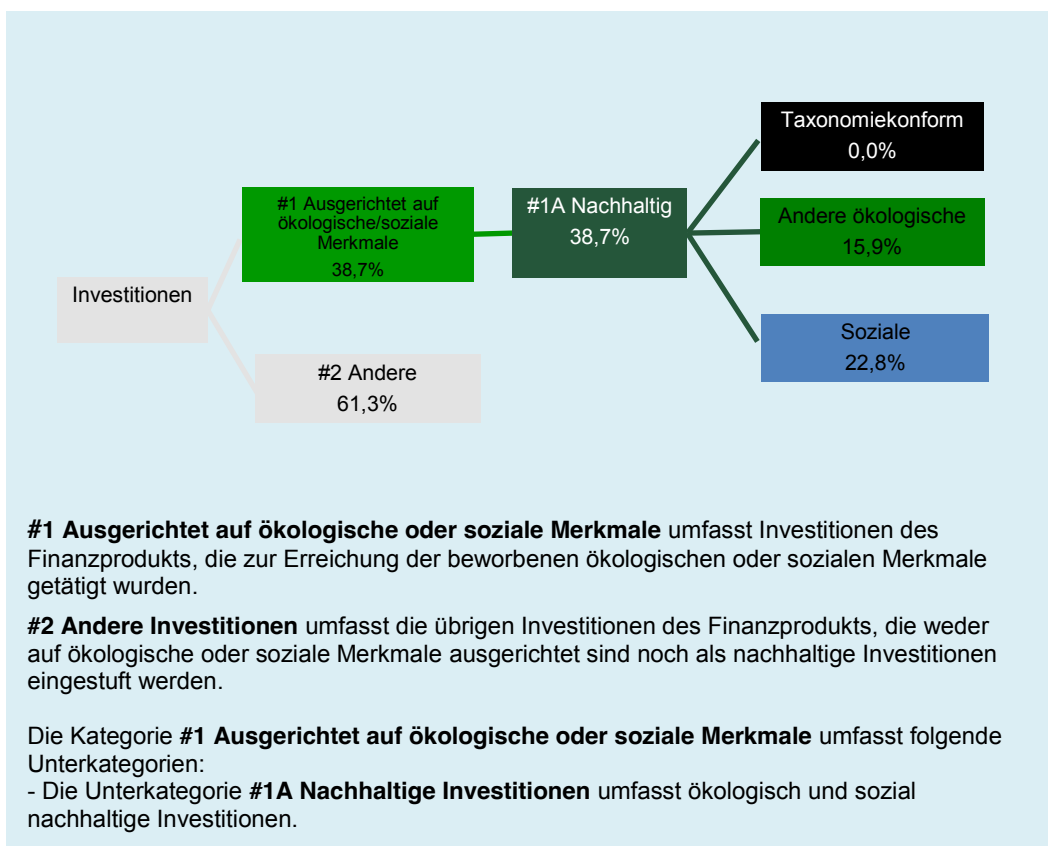 Taxonomiekonform
0,0%
#1 Ausgerichtet auf
ökologische/soziale
Merkmale
38,7%
#1A Nachhaltig
38,7%
Andere ökologische
15,9%
Investitionen
#2 Andere
61,3%
Soziale
22,8%
#1 Ausgerichtet auf ökologische oder soziale Merkmale umfasst Investitionen des
Finanzprodukts, die zur Erreichung der beworbenen ökologischen oder sozialen Merkmale
getätigt wurden.
#2 Andere Investitionen umfasst die übrigen Investitionen des Finanzprodukts, die weder
auf ökologische oder soziale Merkmale ausgerichtet sind noch als nachhaltige Investitionen
eingestuft werden.
Die Kategorie #1 Ausgerichtet auf ökologische oder soziale Merkmale umfasst folgende
Unterkategorien:
- Die Unterkategorie #1A Nachhaltige Investitionen umfasst ökologisch und sozial
nachhaltige Investitionen.